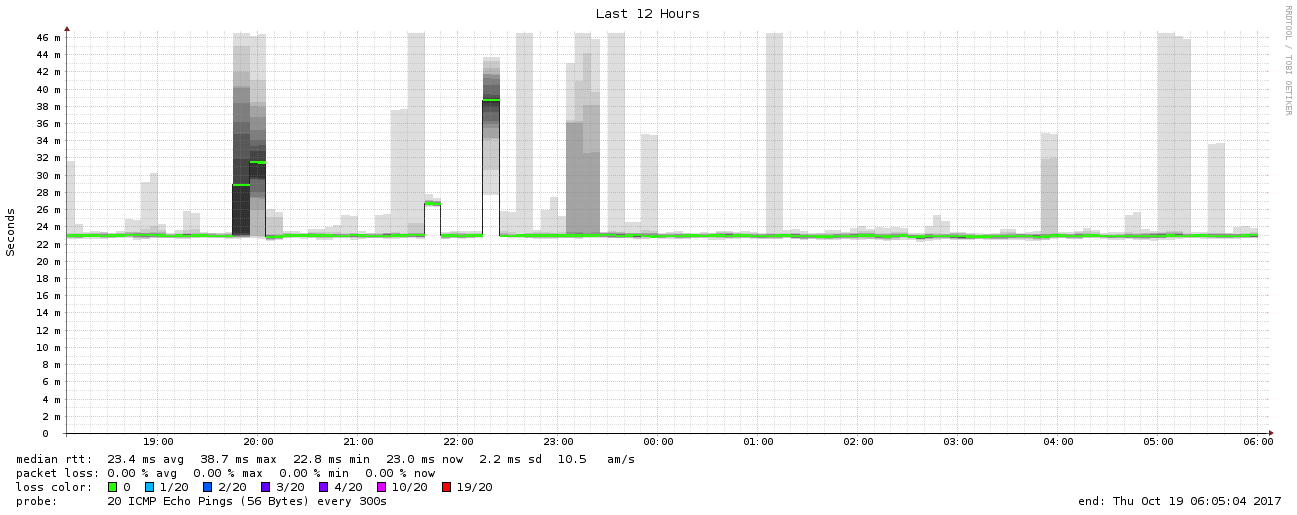 Last 12 Hours
RRDTOOL / TOBI OETIKER
Seconds
46 m
44 m
42 m
40 m
38 m
36 m
34 m
32 m
30 m
28 m
26 m
24 m
22 m
20 m
18 m
16 m
14 m
12 m
10 m
8 m
6 m
4 m
2 m
0
19:00 20:00 21:00 22:00 23:00 00:00 01:00 02:00 03:00 04:00 05:00 06:00
median rtt: 23.4 ms avg 38.7 ms max 22.8 ms min 23.0 ms now 2.2 ms sd 10.5 am/s
packet loss: 0.00 % avg 0.00 % max 0.00 % min 0.00 % now
loss color: 0 1/20 2/20 3/20 4/20 10/20 19/20
probe: 20 ICMP Echo Pings (56 Bytes) every 300s end: Thu Oct 19 06:05:04 2017